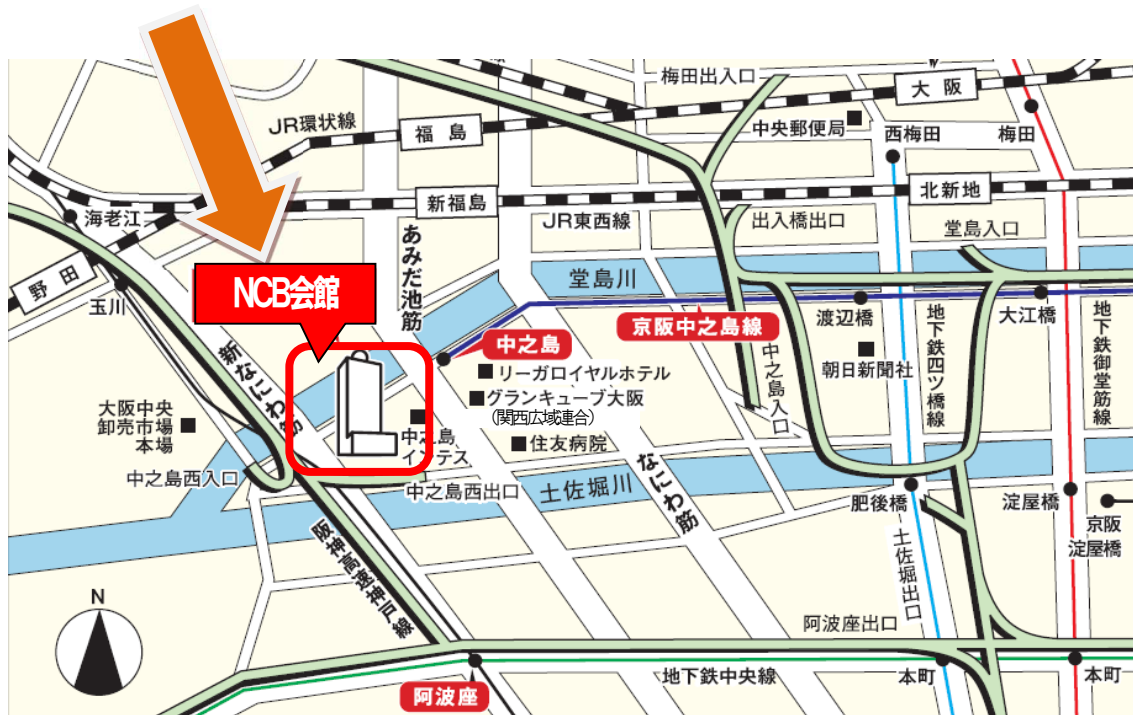 梅田出入口
大阪
JR環状線
福島
中央郵便局
西梅田
梅田
海老江
新福島
北新地
JR東西線
出入橋出口
堂島入口
あみだ池筋
野田
玉川
NCB会館
堂島川
京阪中之島線
渡辺橋
大江橋
地下鉄四ツ橋線
地下鉄御堂筋線
中之島
リーガロイヤルホテル
グランキューブ大阪
(関西広域連合)
住友病院
中之島入口
朝日新聞社
新なにわ筋
大阪中央
卸売市場
本場
中之島
インテス
中之島西入口
中之島西出口
土佐堀川
なにわ筋
肥後橋
淀屋橋
京阪
淀屋橋
阪神高速神戸線
土佐堀出口
N
阿波座出口
阿波座
地下鉄中央線
本町
本町